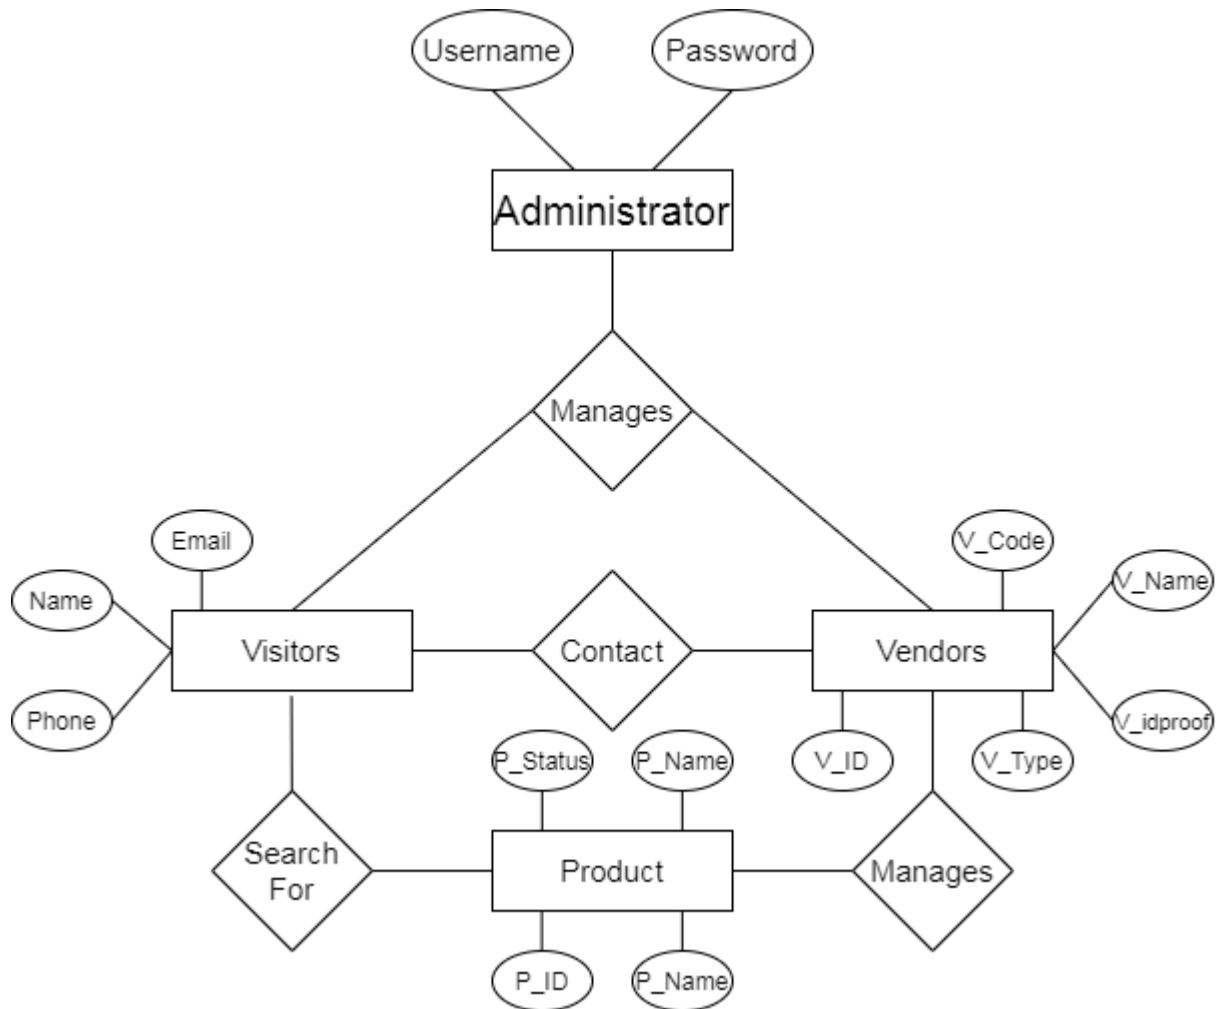 Username
Password
Administrator
Manages
Email
V_Code
Name
V_Name
Visitors
Contact
Vendors
Phone
V_idproof
P_Status
P_Name
V_ID
V_Type
Search
For
Product
Manages
P_ID
P_Name